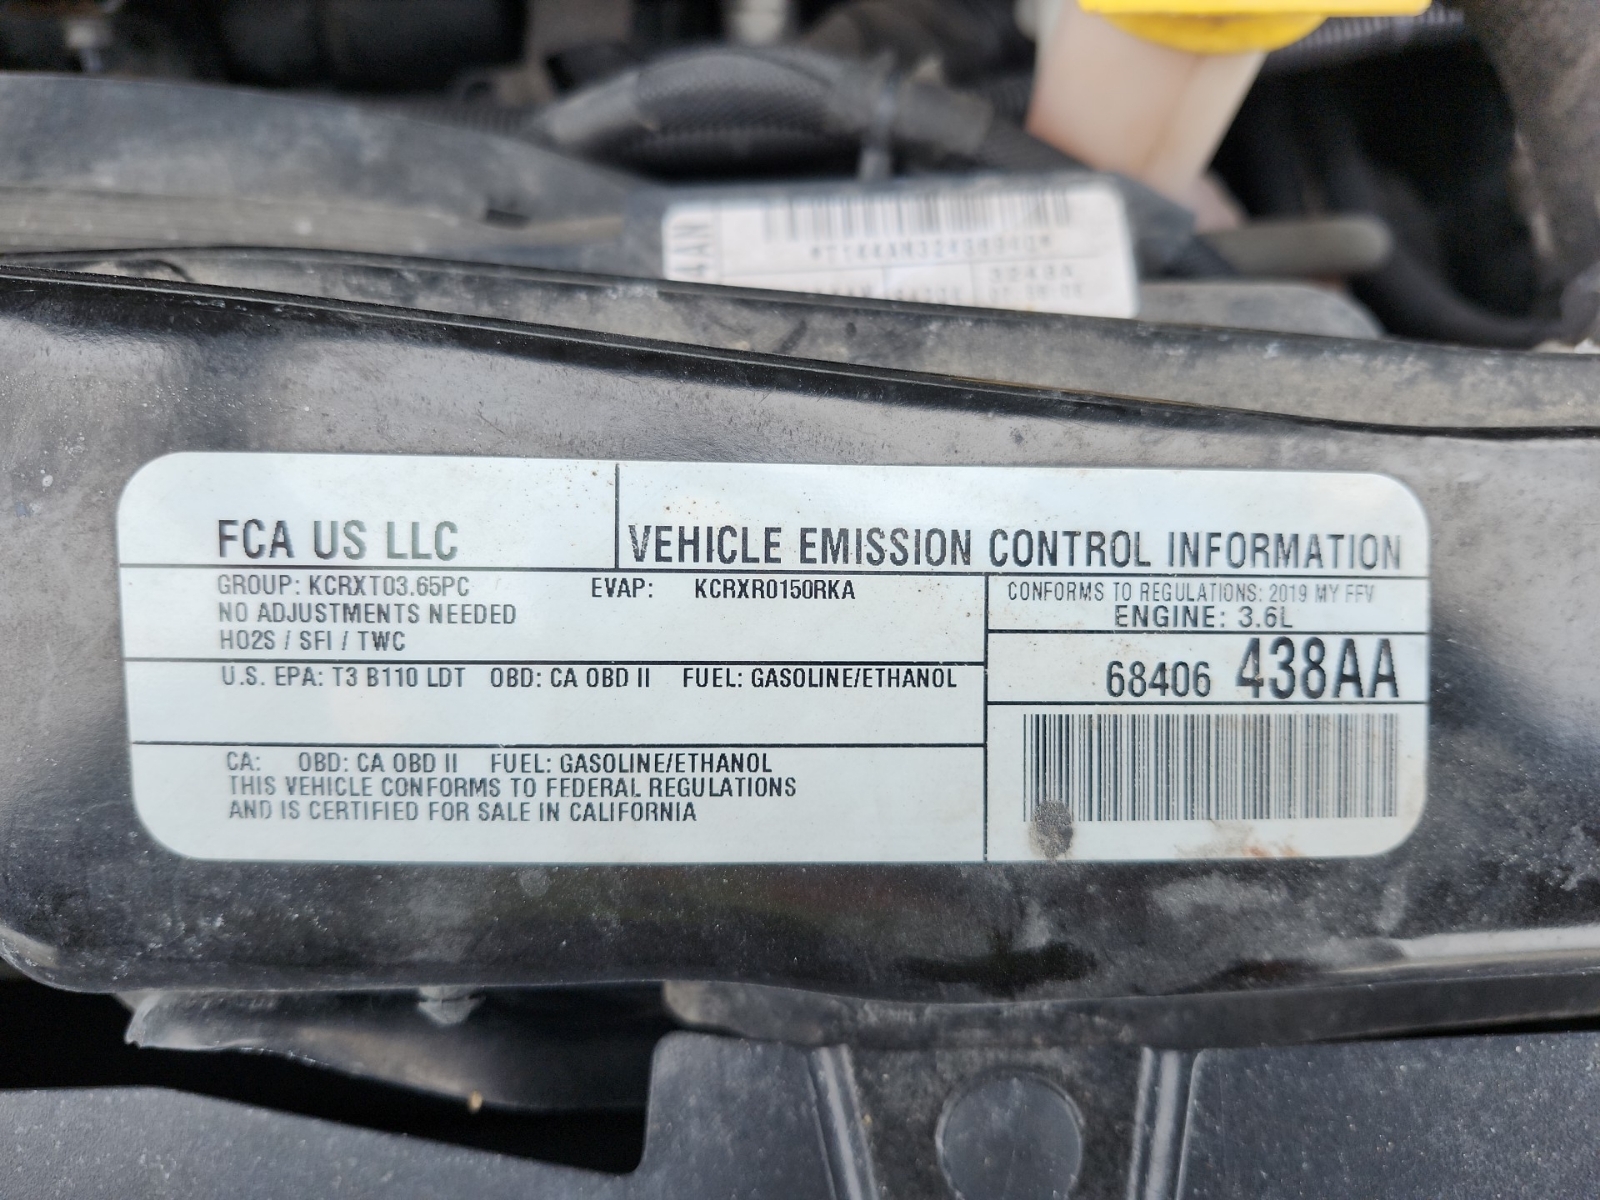 4AN
FCA US LLC
VEHICLE EMISSION CONTROL INFORMATION
GROUP: KCRXT03.65PC EVAP: KCRXR0150RKA
NO ADJUSTMENTS NEEDED
HO2S / SFI / TWC
CONFORMS TO REGULATIONS: 2019 MY FFV
ENGINE: 3.6L
68406 438AA
U.S. EPA: T3 B110 LDT OBD: CA OBD II FUEL: GASOLINE/ETHANOL
CA: OBD: CA OBD II FUEL: GASOLINE/ETHANOL
THIS VEHICLE CONFORMS TO FEDERAL REGULATIONS
AND IS CERTIFIED FOR SALE IN CALIFORNIA